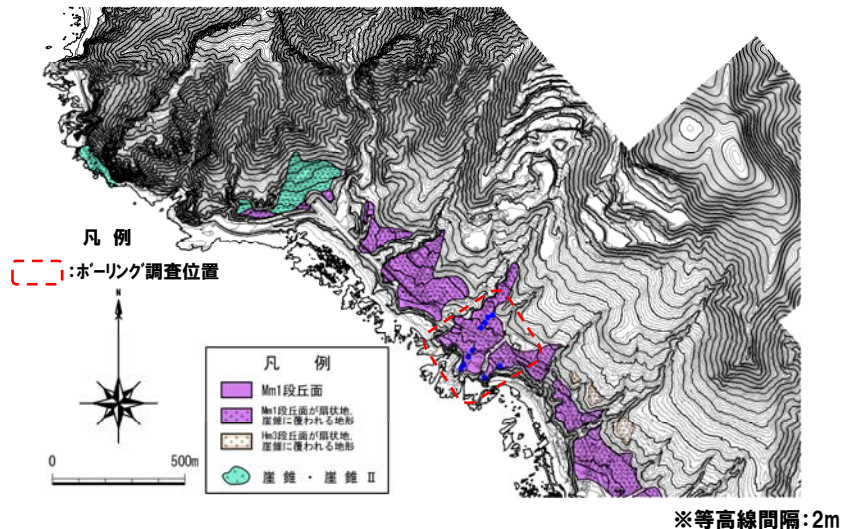 凡 例
:ボーリング調査位置
N
凡 例
Mm1段丘面
Mm1段丘面が扇状地、
崖錐に覆われる地形
Hm3段丘面が扇状地、
崖錐に覆われる地形
崖 錐 ・ 崖 錐 Ⅱ
0 500m
※等高線間隔:2m